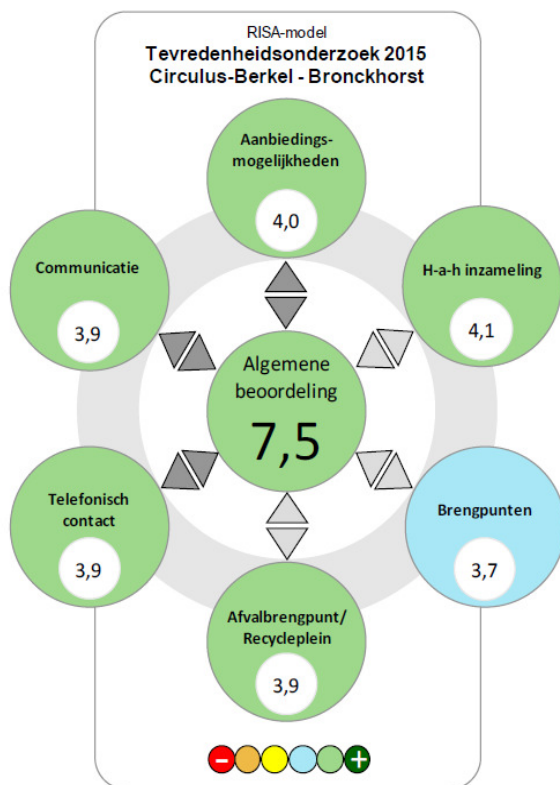 RISA-model
Tevredenheidsonderzoek 2015
Circulus-Berkel - Bronckhorst
Aanbiedings-
mogelijkheden
4,0
Communicatie
3,9
H-a-h inzameling
4,1
Algemene
beoordeling
7,5
Telefonisch
contact
3,9
Brengpunten
3,7
Afvalbrengpunt/
Recycleplein
3,9
− +